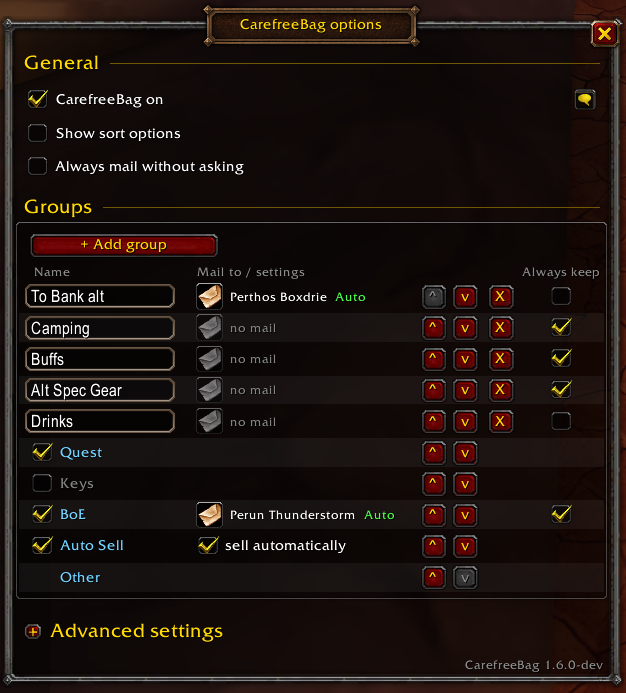 CarefreeBag options
X
General
CarefreeBag on
Show sort options
Always mail without asking
Groups
+ Add group
Name Mail to / settings Always keep
To Bank alt Perthos Boxdrie Auto ^ v X
Camping no mail ^ v X
Buffs no mail ^ v X
Alt Spec Gear no mail ^ v X
Drinks no mail ^ v X
Quest ^ v
Keys ^ v
BoE Perun Thunderstorm Auto ^ v
Auto Sell sell automatically ^ v
Other ^ v
+ Advanced settings
CarefreeBag 1.6.0-dev